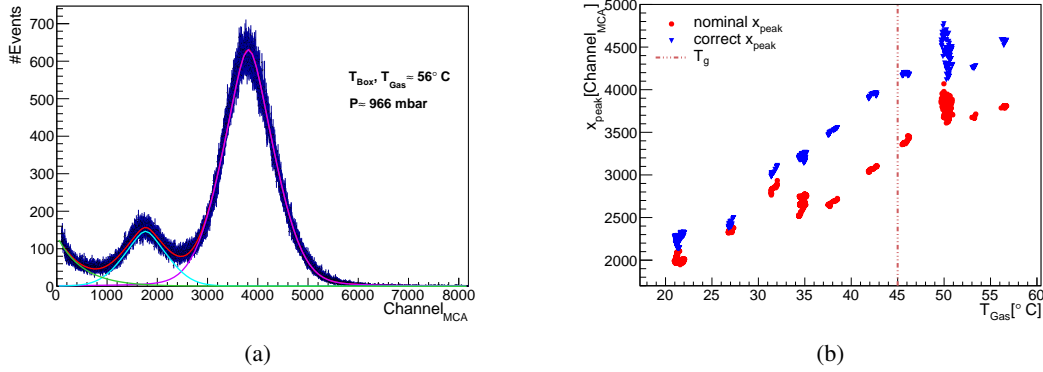 #Events
700
600
500
400
300
200
100
0
T_Box, T_Gas = 56° C
P= 966 mbar
0 1000 2000 3000 4000 5000 6000 7000 8000
Channel_MCA
(a)
x_peak[Channel_MCA]
5000
4500
4000
3500
3000
2500
2000
nominal x_peak
correct x_peak
T_g
20 25 30 35 40 45 50 55 60
T_Gas[° C]
(b)